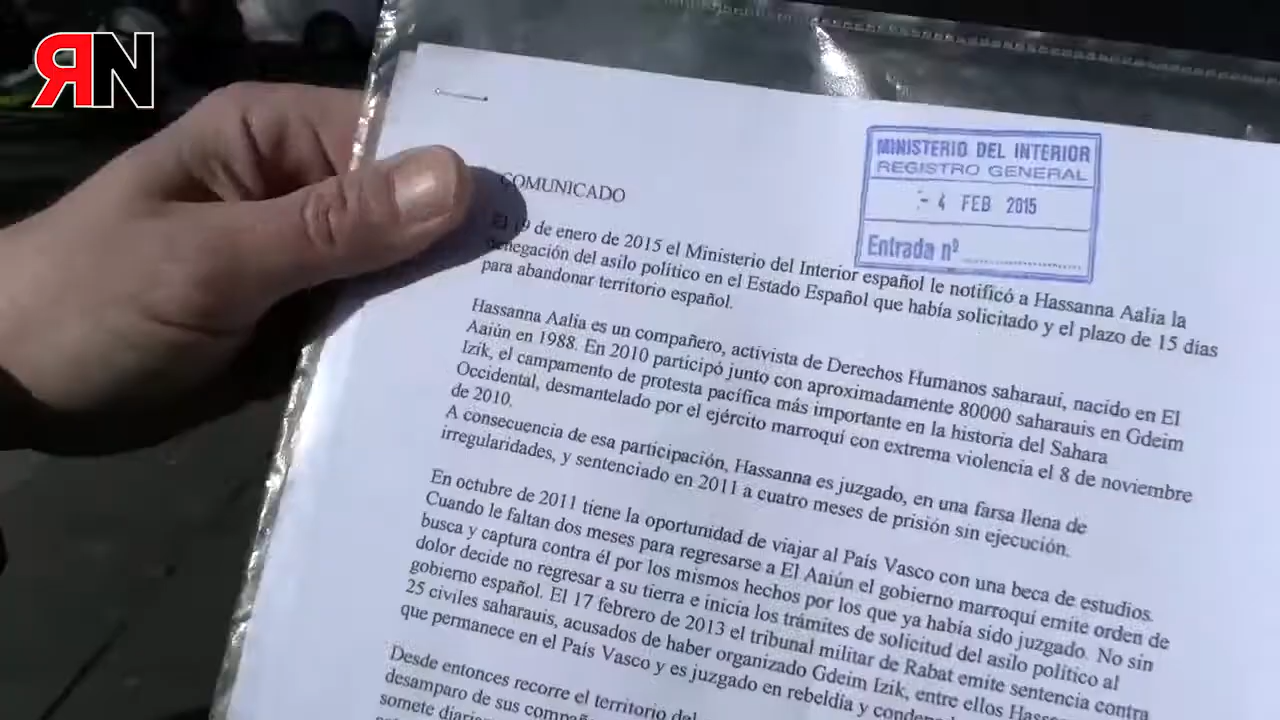 RN
MINISTERIO DEL INTERIOR
REGISTRO GENERAL
- 4 FEB 2015
Entrada nº
COMUNICADO
El 19 de enero de 2015 el Ministerio del Interior español le notificó a Hassanna Aalia la
denegación del asilo político en el Estado Español que había solicitado y el plazo de 15 días
para abandonar territorio español.
Hassanna Aalia es un compañero, activista de Derechos Humanos saharaui, nacido en El
Aaiún en 1988. En 2010 participó junto con aproximadamente 80000 saharauis en Gdeim
Izik, el campamento de protesta pacífica más importante en la historia del Sahara
Occidental, desmantelado por el ejército marroquí con extrema violencia el 8 de noviembre
de 2010.
A consecuencia de esa participación, Hassanna es juzgado, en una farsa llena de
irregularidades, y sentenciado en 2011 a cuatro meses de prisión sin ejecución.
En octubre de 2011 tiene la oportunidad de viajar al País Vasco con una beca de estudios.
Cuando le faltan dos meses para regresarse a El Aaiún el gobierno marroquí emite orden de
busca y captura contra él por los mismos hechos por los que ya había sido juzgado. No sin
dolor decide no regresar a su tierra e inicia los trámites de solicitud del asilo político al
gobierno español. El 17 febrero de 2013 el tribunal militar de Rabat emite sentencia contra
25 civiles saharauis, acusados de haber organizado Gdeim Izik, entre ellos
que permanece en el País Vasco y es juzgado en rebeldía y
Desde entonces recorre el territorio
desamparo de sus
somete